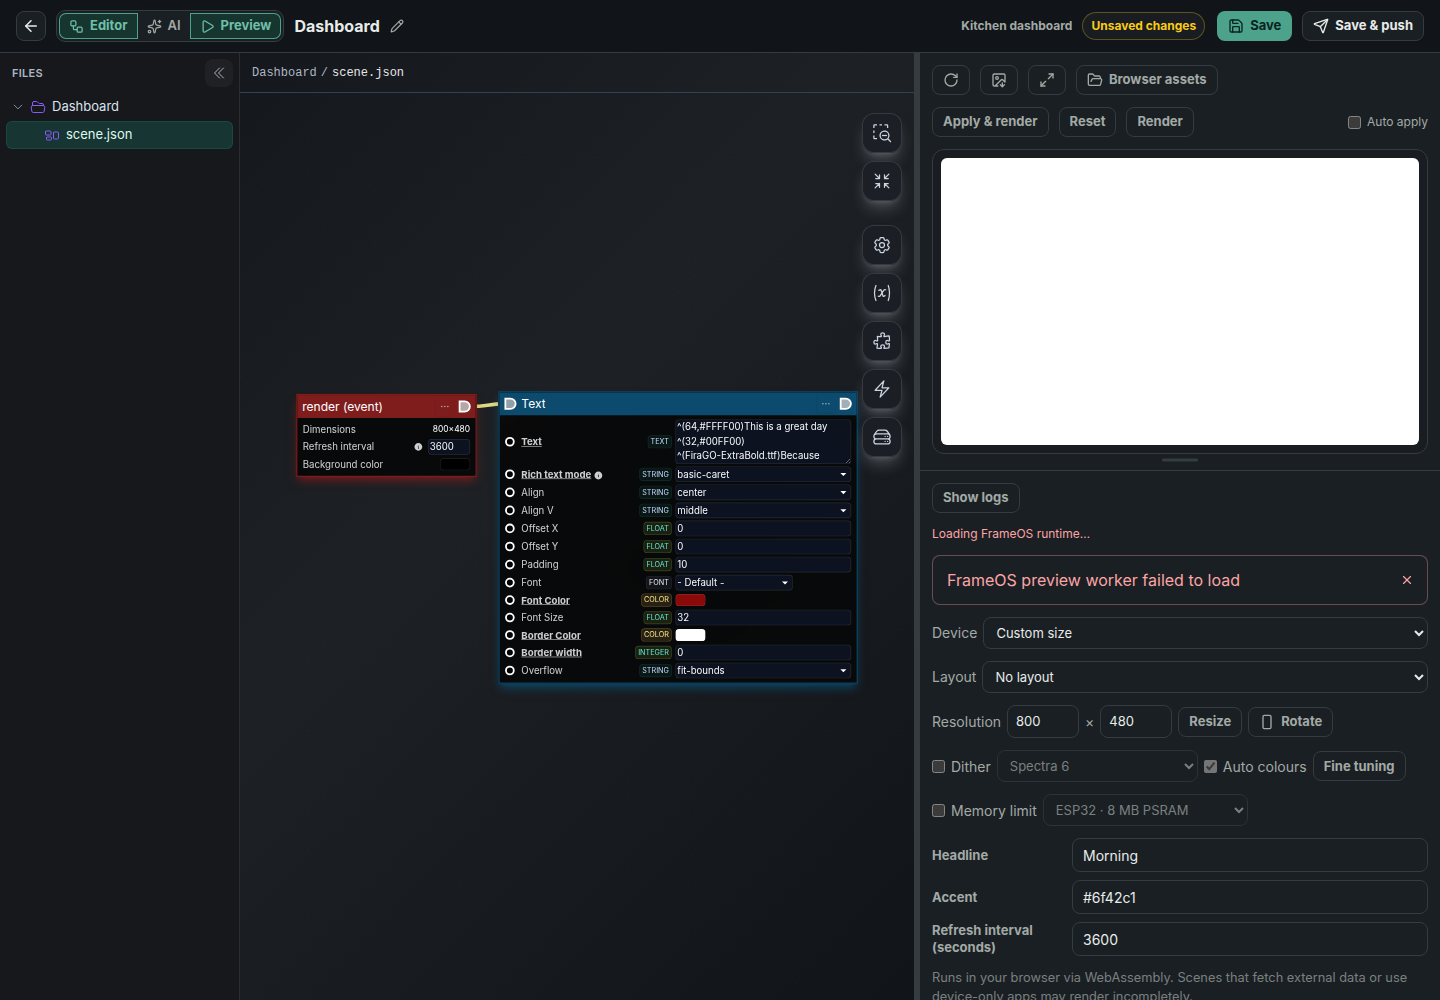 Editor
AI
Preview
Dashboard
Kitchen dashboard
Unsaved changes
Save
Save & push
FILES
Dashboard
scene.json
Dashboard / scene.json
render (event)
Dimensions 800×480
Refresh interval 3600
Background color
Text
Text TEXT ^(64,#FFFF00)This is a great day
^(32,#00FF00)
^(FiraGO-ExtraBold.ttf)Because
Rich text mode STRING basic-caret
Align STRING center
Align V STRING middle
Offset X FLOAT 0
Offset Y FLOAT 0
Padding FLOAT 10
Font FONT - Default -
Font Color COLOR
Font Size FLOAT 32
Border Color COLOR
Border width INTEGER 0
Overflow STRING fit-bounds
(x)
Browser assets
Apply & render
Reset
Render
Auto apply
Show logs
Loading FrameOS runtime...
FrameOS preview worker failed to load
Device Custom size
Layout No layout
Resolution 800 × 480 Resize Rotate
Dither Spectra 6 Auto colours Fine tuning
Memory limit ESP32 · 8 MB PSRAM
Headline Morning
Accent #6f42c1
Refresh interval
(seconds) 3600
Runs in your browser via WebAssembly. Scenes that fetch external data or use
device-only apps may render incompletely.